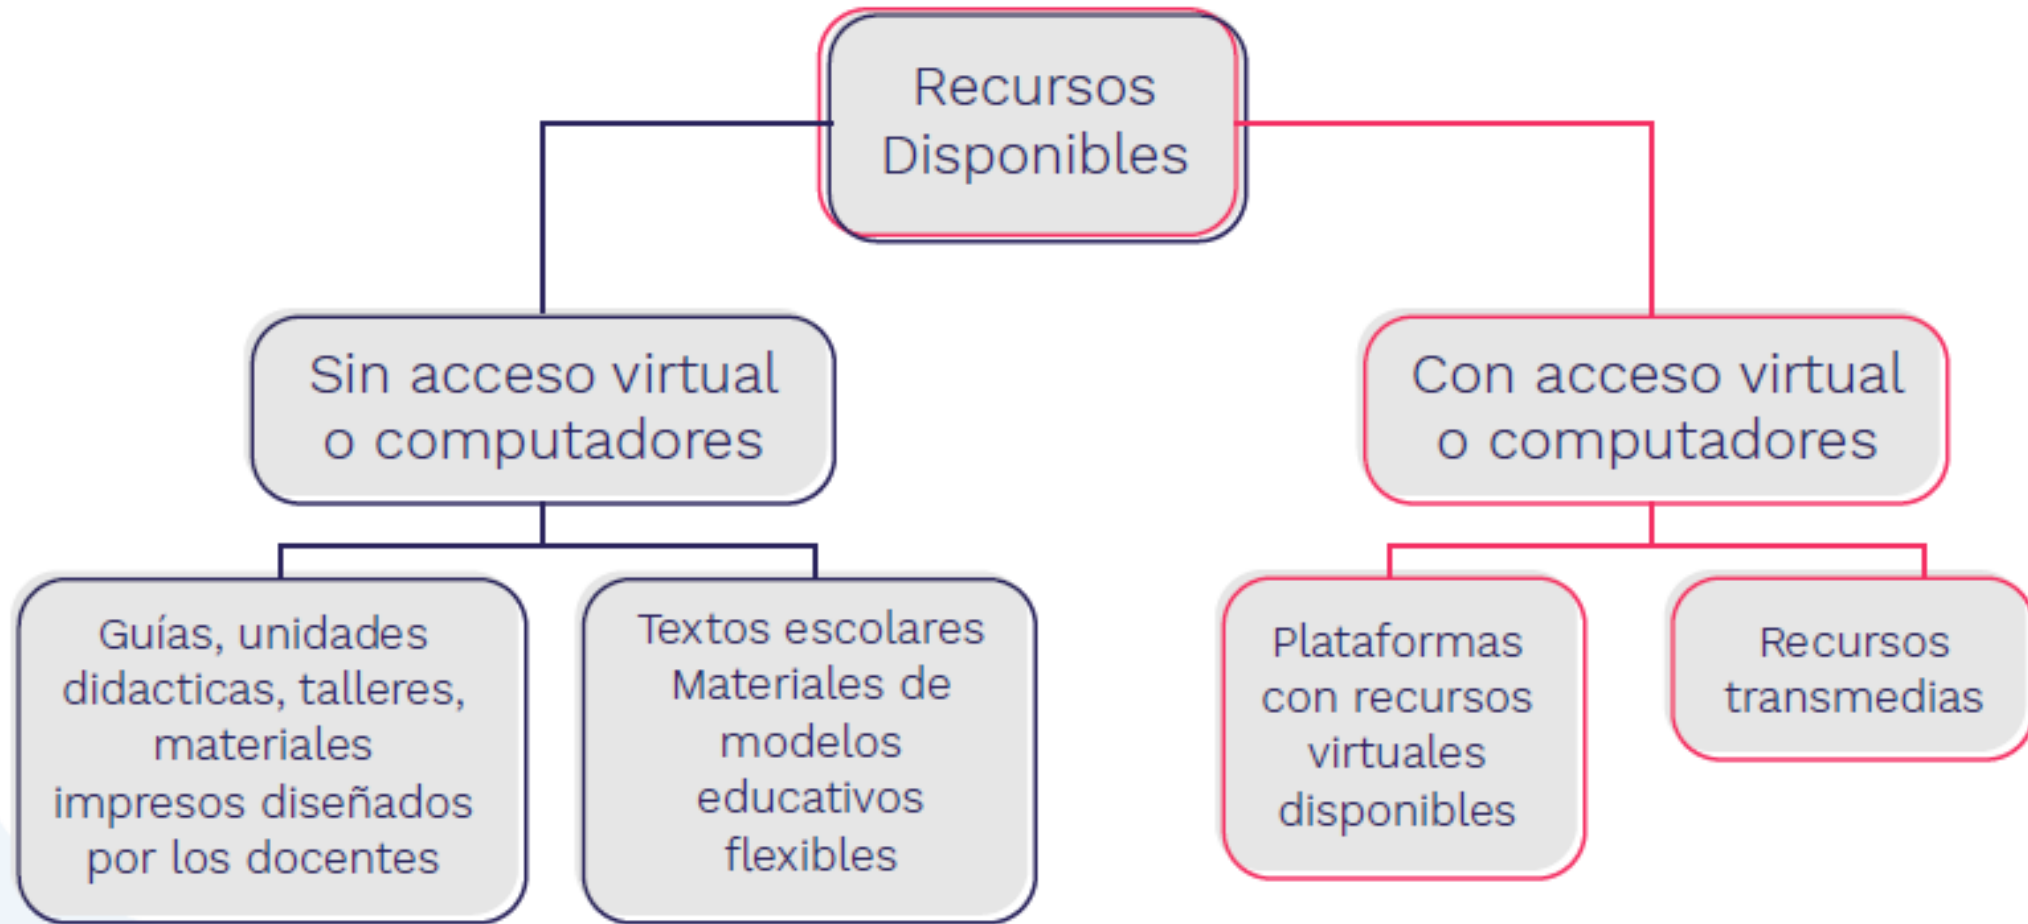 Recursos
Disponibles
Sin acceso virtual
o computadores
Con acceso virtual
o computadores
Guías, unidades
didacticas, talleres,
materiales
impresos diseñados
por los docentes
Textos escolares
Materiales de
modelos
educativos
flexibles
Plataformas
con recursos
virtuales
disponibles
Recursos
transmedias